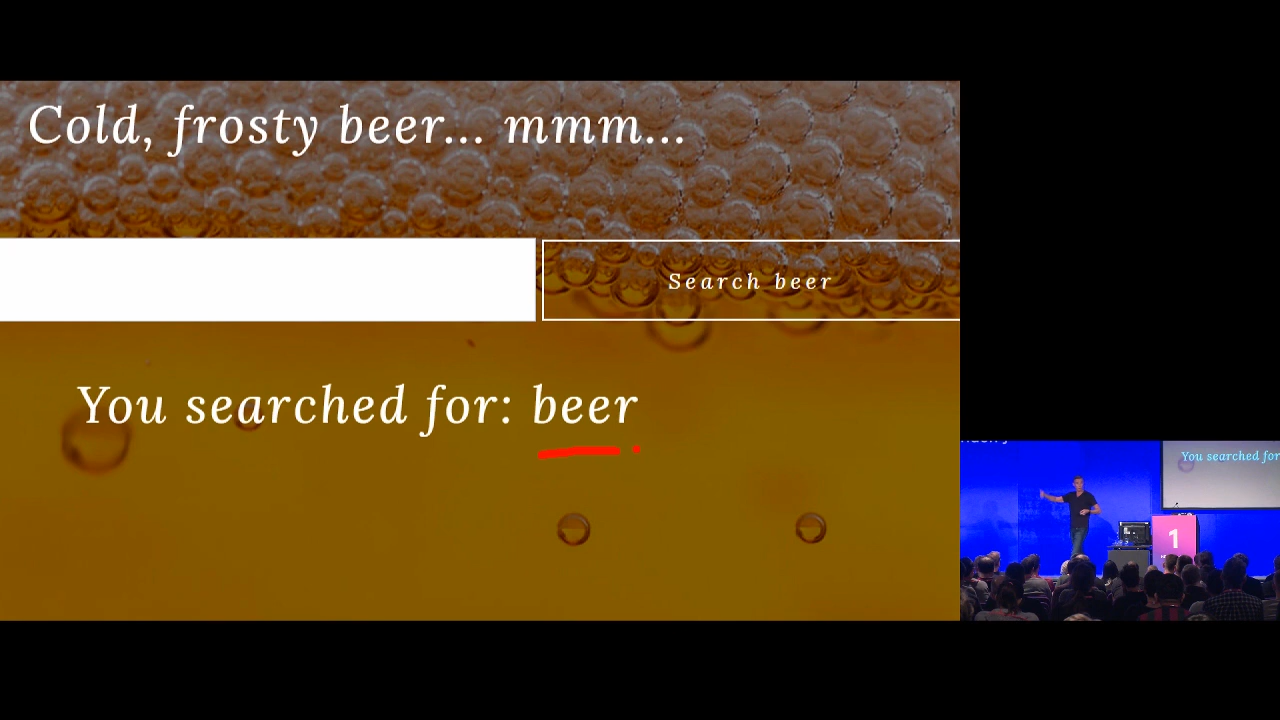 Cold, frosty beer... mmm...
Search beer
You searched for: beer
You searched for
1